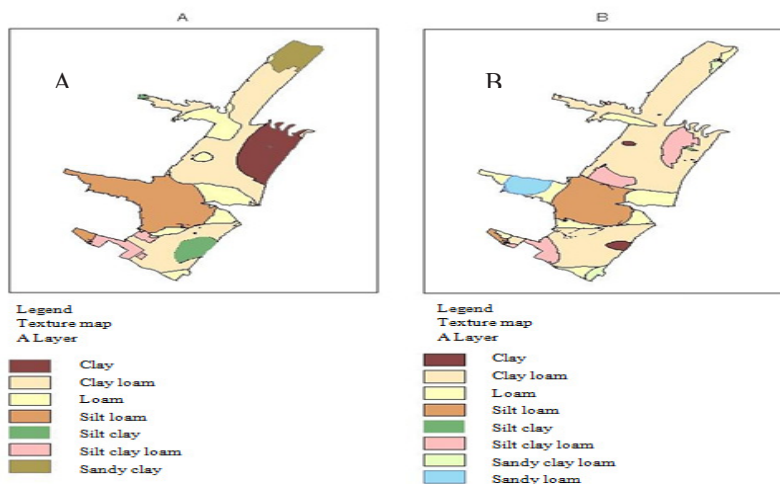 A
A
Legend
Texture map
A Layer
Clay
Clay loam
Loam
Silt loam
Silt clay
Silt clay loam
Sandy clay
B
B
Legend
Texture map
A Layer
Clay
Clay loam
Loam
Silt loam
Silt clay
Silt clay loam
Sandy clay loam
Sandy loam